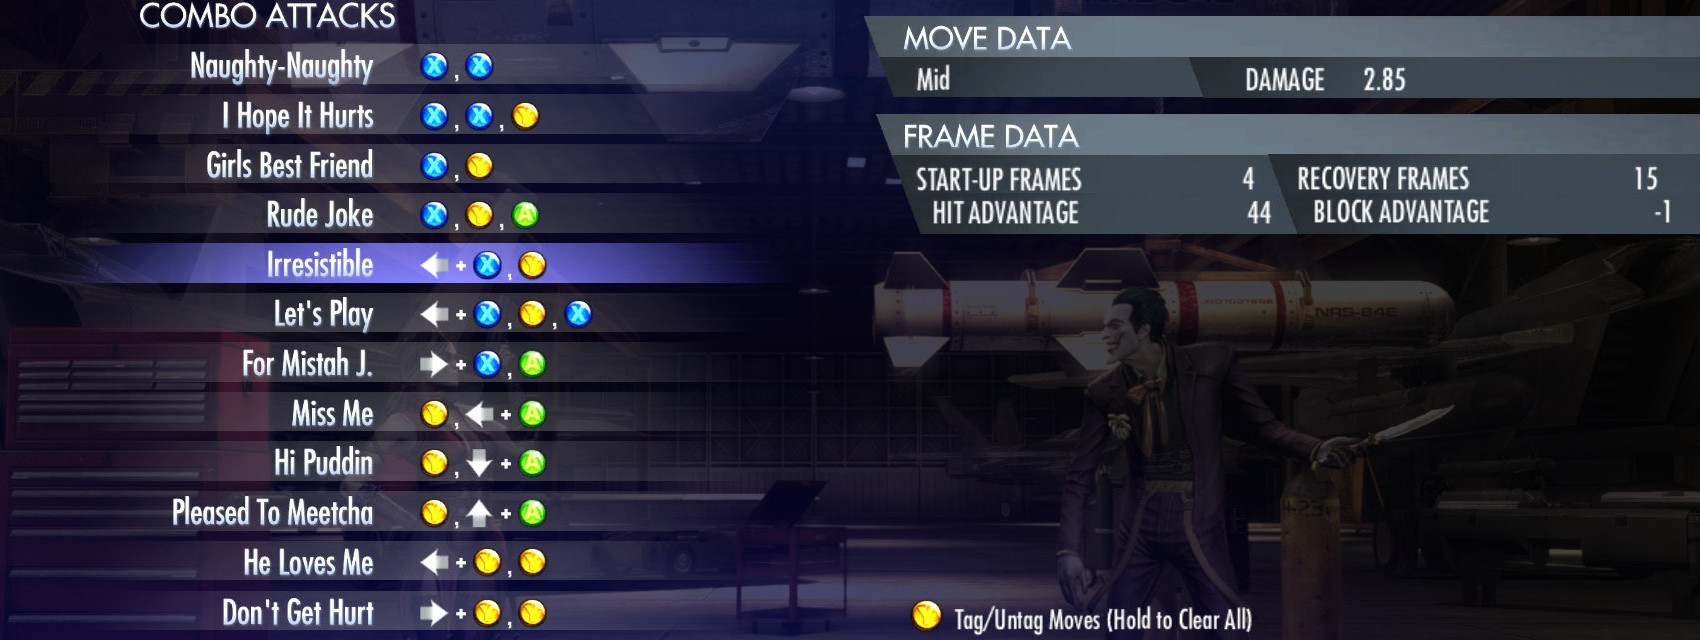 COMBO ATTACKS
Naughty-Naughty X , X
I Hope It Hurts X , X , Y
Girls Best Friend X , Y
Rude Joke X , Y , A
Irresistible ← + X , Y
Let's Play ← + X , Y , X
For Mistah J. → + X , A
Miss Me Y , ← + A
Hi Puddin Y , ↓ + A
Pleased To Meetcha Y , ↑ + A
He Loves Me ← + Y , Y
Don't Get Hurt → + Y , Y
MOVE DATA
Mid DAMAGE 2.85
FRAME DATA
START-UP FRAMES 4 RECOVERY FRAMES 15
HIT ADVANTAGE 44 BLOCK ADVANTAGE -1
NRS-84E
Y Tag/Untag Moves (Hold to Clear All)